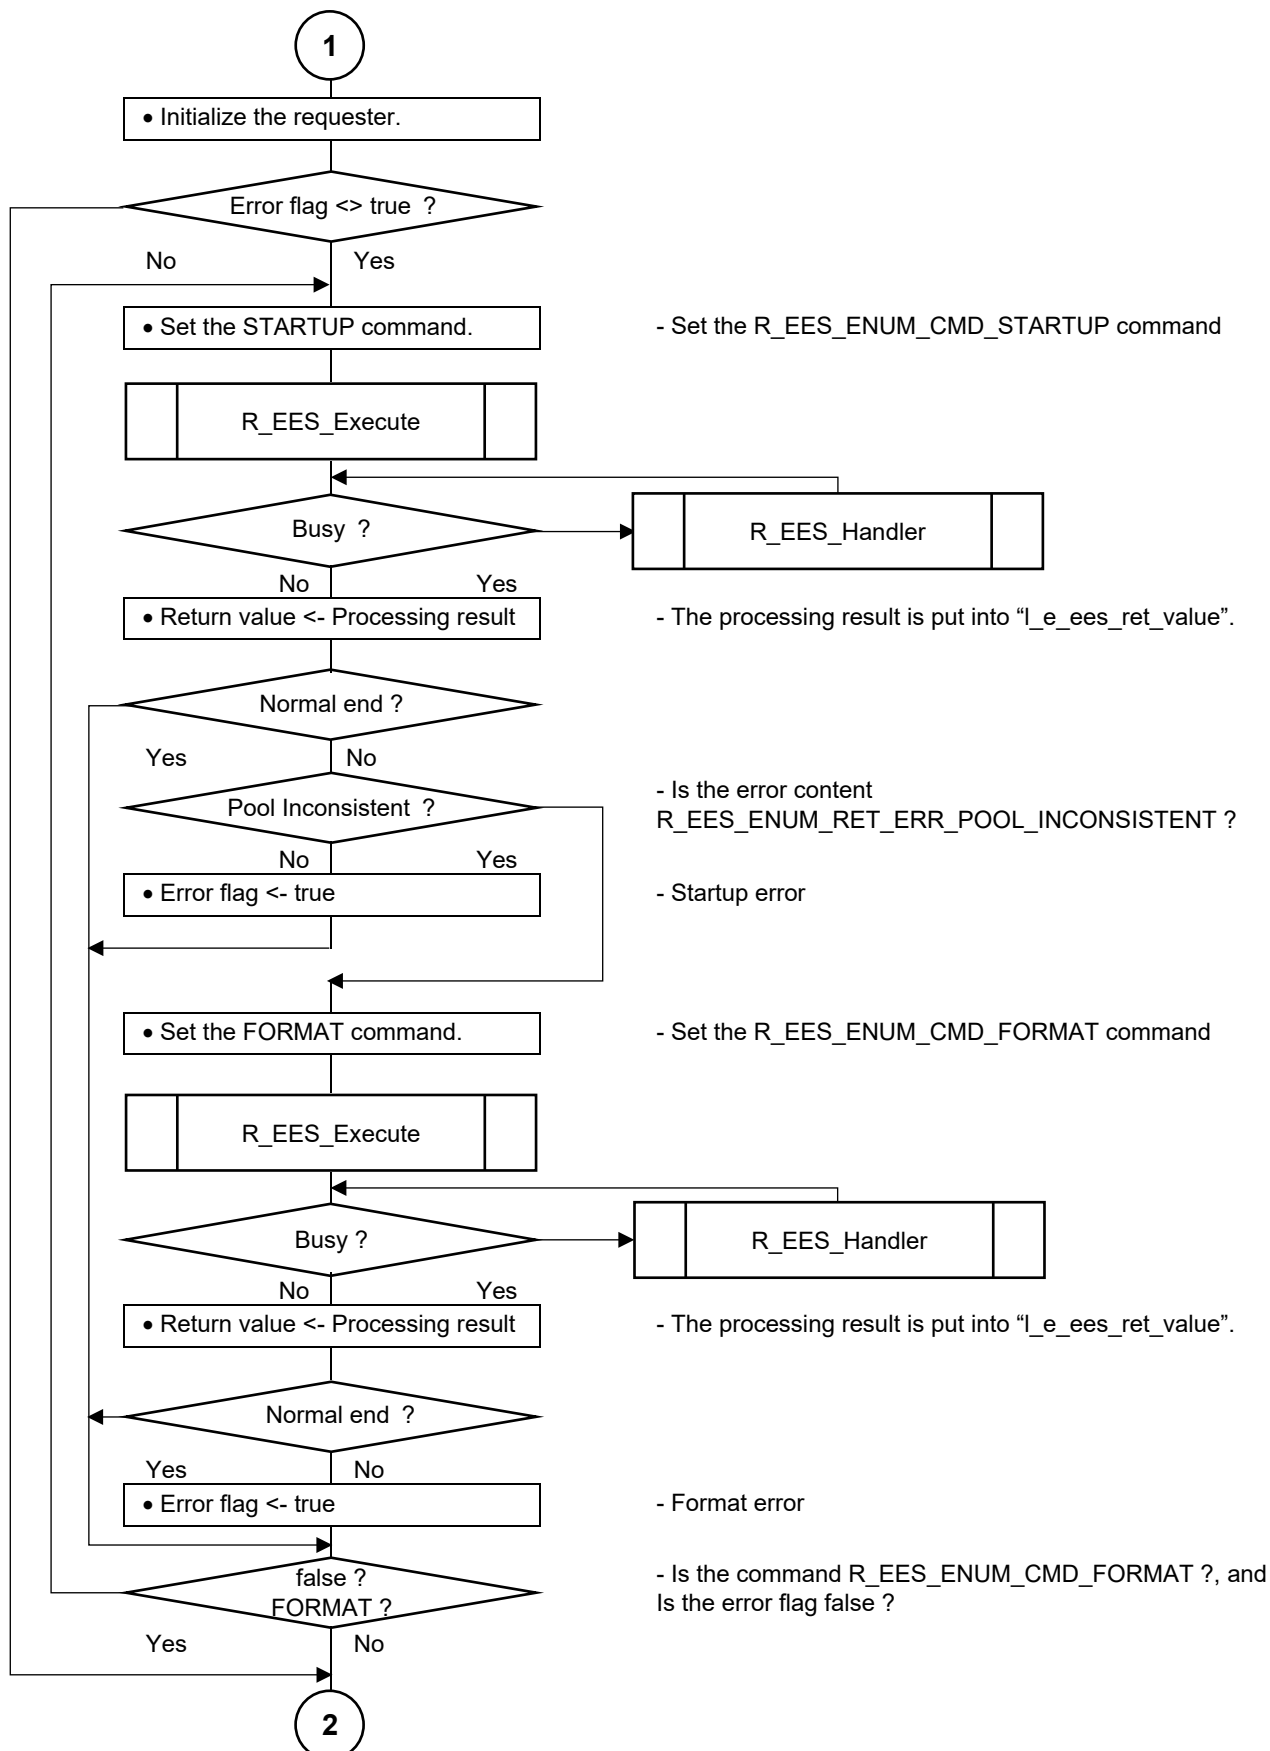 1
• Initialize the requester.
Error flag <> true ?
No
Yes
• Set the STARTUP command.
- Set the R_EES_ENUM_CMD_STARTUP command
R_EES_Execute
Busy ?
R_EES_Handler
No
Yes
• Return value <- Processing result
- The processing result is put into “l_e_ees_ret_value”.
Normal end ?
Yes
No
Pool Inconsistent ?
- Is the error content
R_EES_ENUM_RET_ERR_POOL_INCONSISTENT ?
No
Yes
• Error flag <- true
- Startup error
• Set the FORMAT command.
- Set the R_EES_ENUM_CMD_FORMAT command
R_EES_Execute
Busy ?
R_EES_Handler
No
Yes
• Return value <- Processing result
- The processing result is put into “l_e_ees_ret_value”.
Normal end ?
Yes
No
• Error flag <- true
- Format error
false ?
FORMAT ?
- Is the command R_EES_ENUM_CMD_FORMAT ?, and
Is the error flag false ?
Yes
No
2